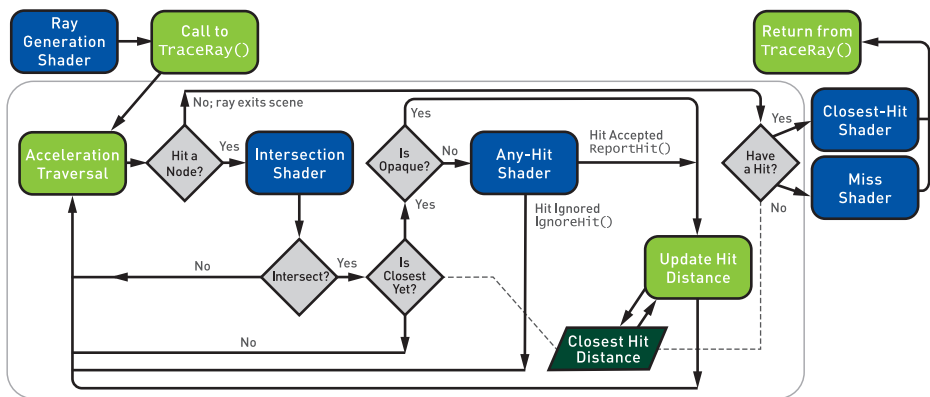 Ray
Generation
Shader
Call to
TraceRay()
Return from
TraceRay()
No; ray exits scene
Acceleration
Traversal
Hit a
Node?
Yes
Intersection
Shader
Yes
Is
Opaque?
No
Any-Hit
Shader
Hit Accepted
ReportHit()
Have
a Hit?
Yes
Closest-Hit
Shader
No
Miss
Shader
Yes
Hit Ignored
IgnoreHit()
No
Intersect?
Yes
Is
Closest
Yet?
Update Hit
Distance
No
Closest Hit
Distance